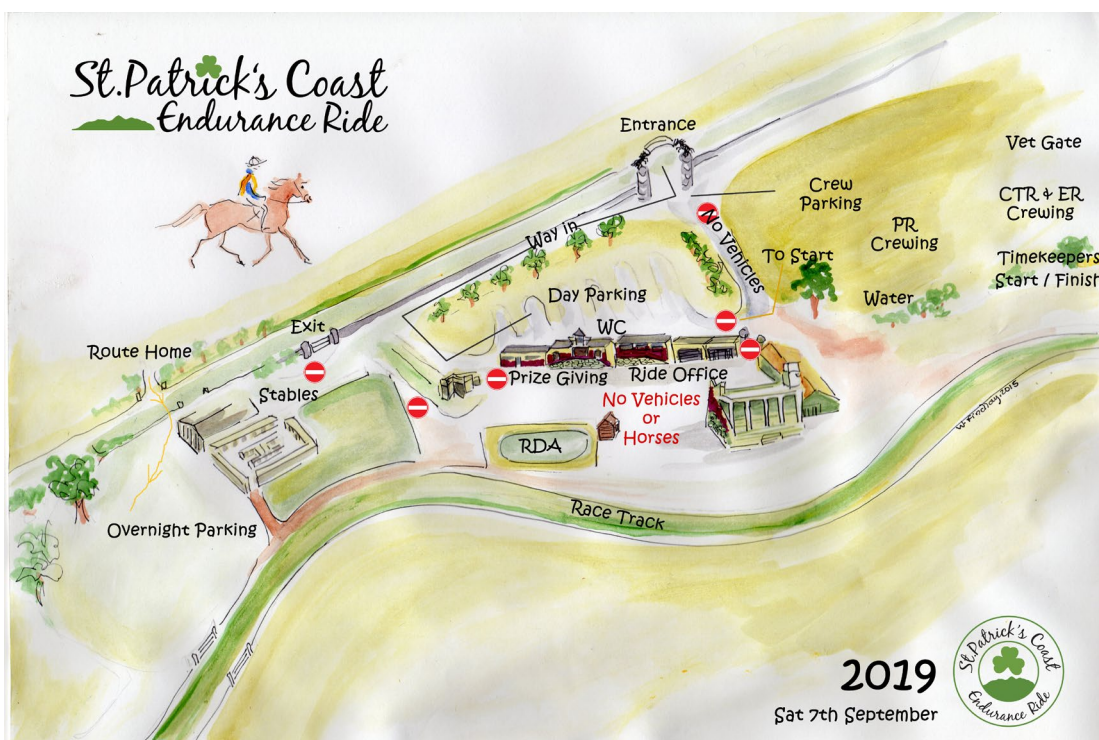 St.Patrick's Coast
Endurance Ride
Entrance
Vet Gate
Crew
Parking
CTR & ER
Crewing
PR
Crewing
Way in
No Vehicles
To Start
Timekeepers
Start / Finish
Day Parking
Water
WC
Exit
Route Home
Prize Giving
Ride Office
Stables
No Vehicles
or
Horses
RDA
Race Track
Overnight Parking
2019
Sat 7th September
St.Patrick's Coast
Endurance Ride